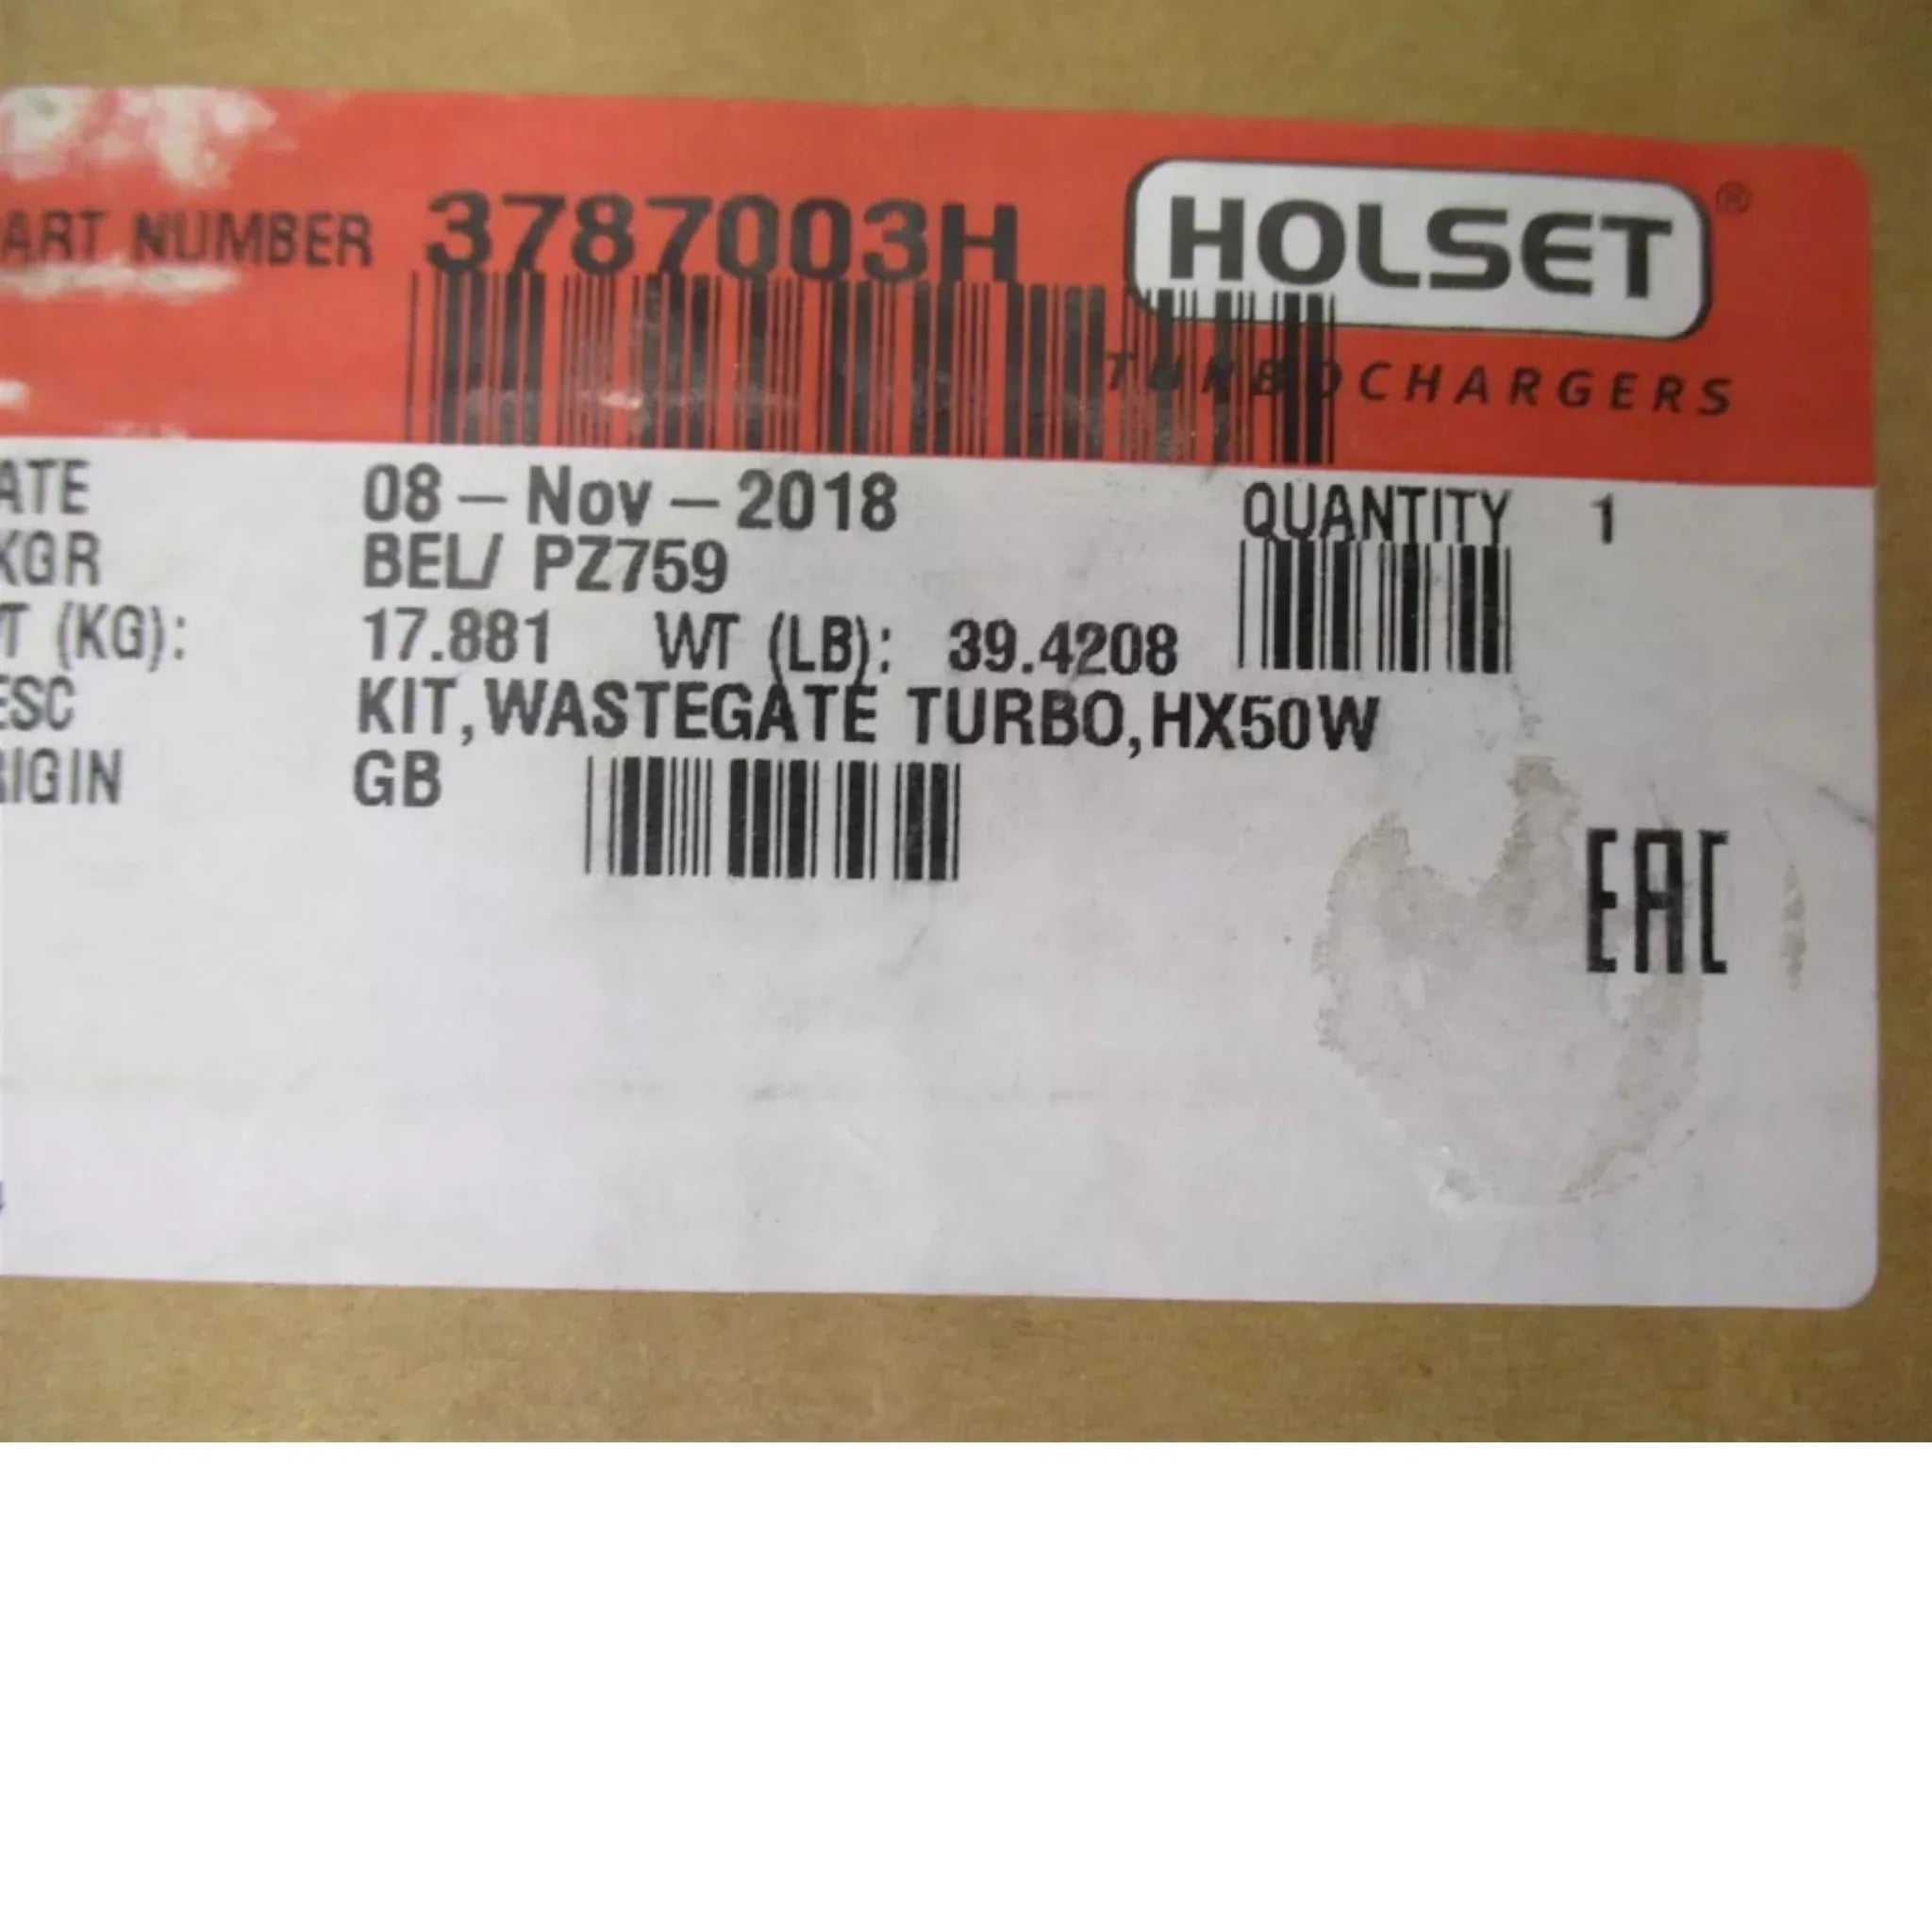 ART NUMBER 3787003H HOLSET ®
TURBOCHARGERS
ATE 08-Nov-2018 QUANTITY 1
KGR BEL/ PZ759
T (KG): 17.881 WT (LB): 39.4208
ESC KIT,WASTEGATE TURBO,HX50W
IGIN GB
EAC